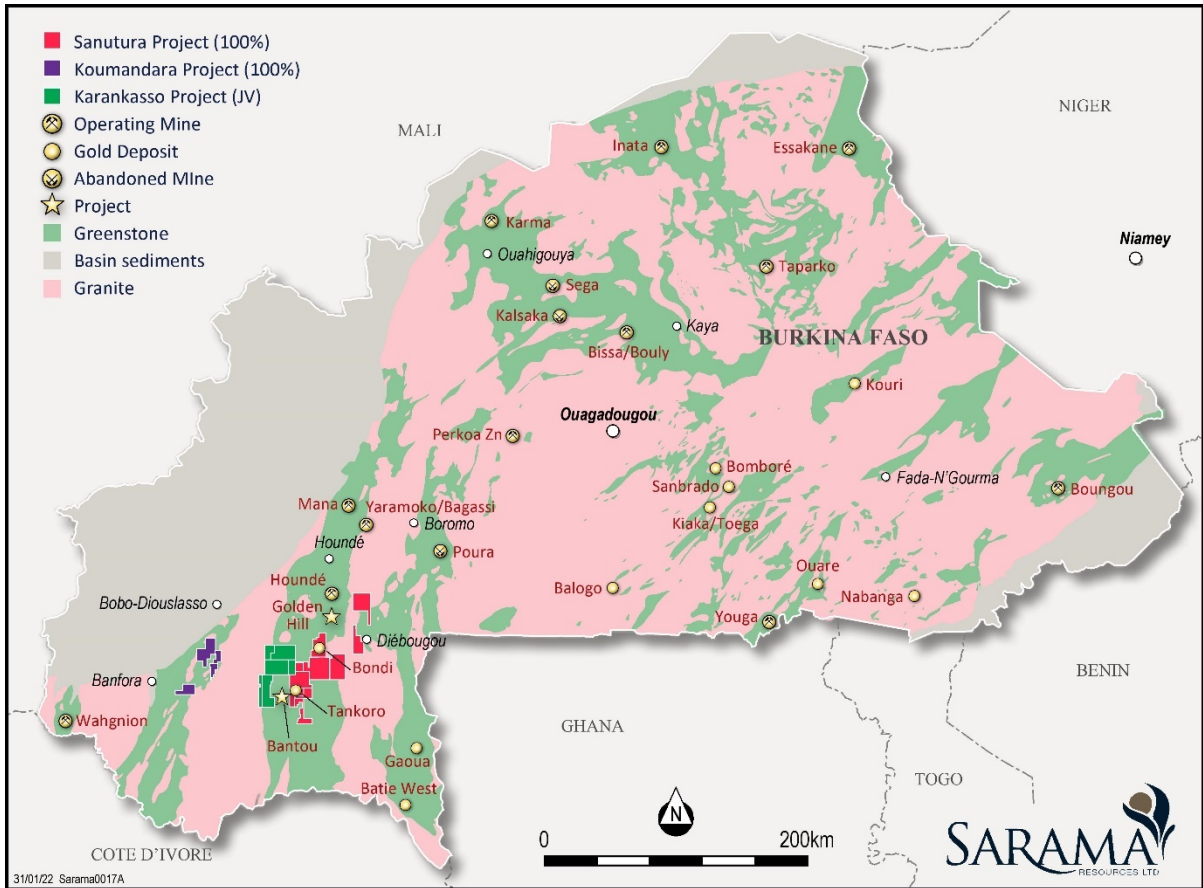 Sanutura Project (100%)
Koumandara Project (100%)
Karankasso Project (JV)
Operating Mine
Gold Deposit
Abandoned MIne
Project
Greenstone
Basin sediments
Granite
MALI
NIGER
Inata
Essakane
Karma
Ouahigouya
Niamey
Taparko
Sega
Kalsaka
Kaya
Bissa/Bouly
BURKINA FASO
Kouri
Ouagadougou
Perkoa Zn
Bomboré
Sanbrado
Fada-N'Gourma
Boungou
Kiaka/Toega
Mana
Yaramoko/Bagassi
Boromo
Houndé
Poura
Ouare
Balogo
Nabanga
Houndé
Bobo-Dioulasso
Golden
Hill
Youga
Diébougou
Bondi
BENIN
Banfora
Tankoro
Wahgnion
GHANA
Bantou
Gaoua
TOGO
Batie West
N
0
200km
COTE D'IVORE
SARAMA
RESOURCES LTD
31/01/22 Sarama0017A